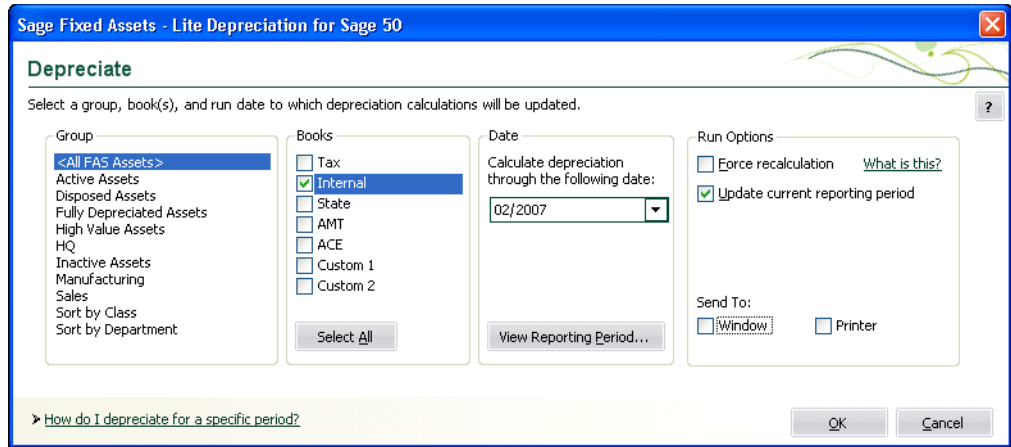 Sage Fixed Assets - Lite Depreciation for Sage 50
Depreciate
Select a group, book(s), and run date to which depreciation calculations will be updated.
?
Group
<All FAS Assets>
Active Assets
Disposed Assets
Fully Depreciated Assets
High Value Assets
HQ
Inactive Assets
Manufacturing
Sales
Sort by Class
Sort by Department
Books
Tax
Internal
State
AMT
ACE
Custom 1
Custom 2
Select All
Date
Calculate depreciation
through the following date:
02/2007
View Reporting Period...
Run Options
Force recalculation What is this?
Update current reporting period
Send To:
Window Printer
How do I depreciate for a specific period?
OK Cancel